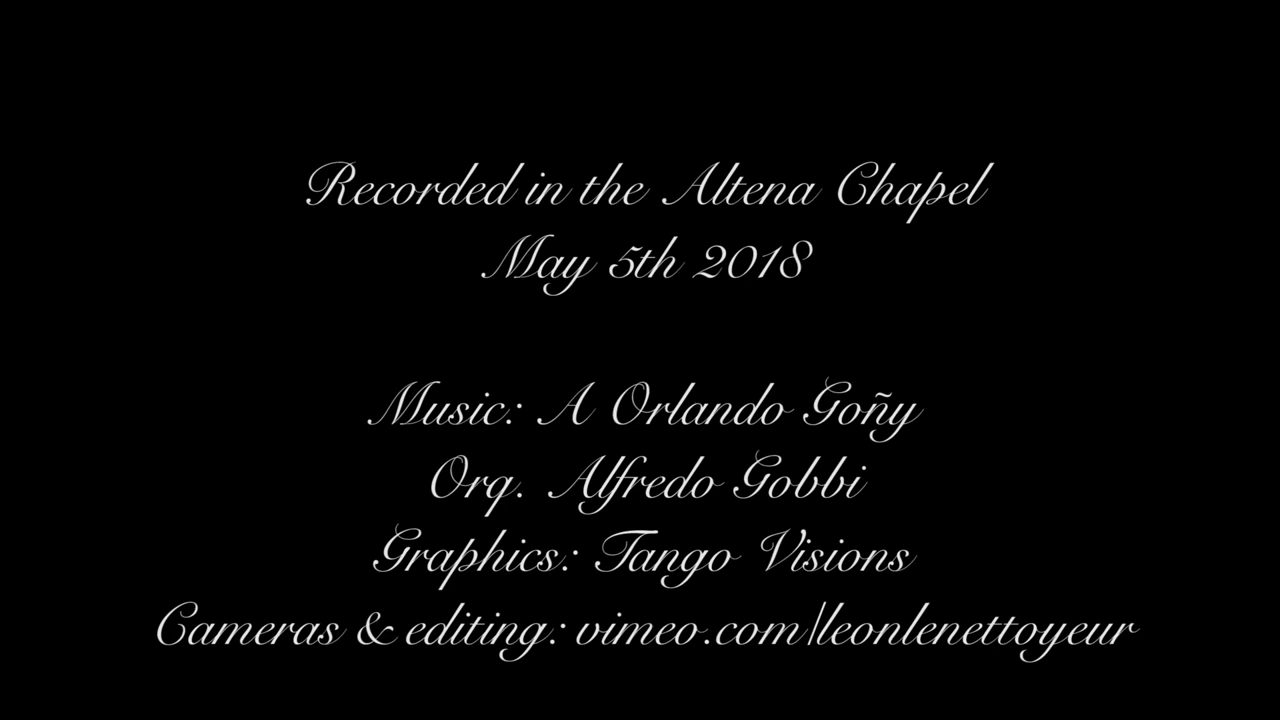 Recorded in the Altena Chapel
May 5th 2018
Music: A Orlando Goñy
Orq. Alfredo Gobbi
Graphics: Tango Visions
Cameras & editing: vimeo.com/leonlenettoyeur